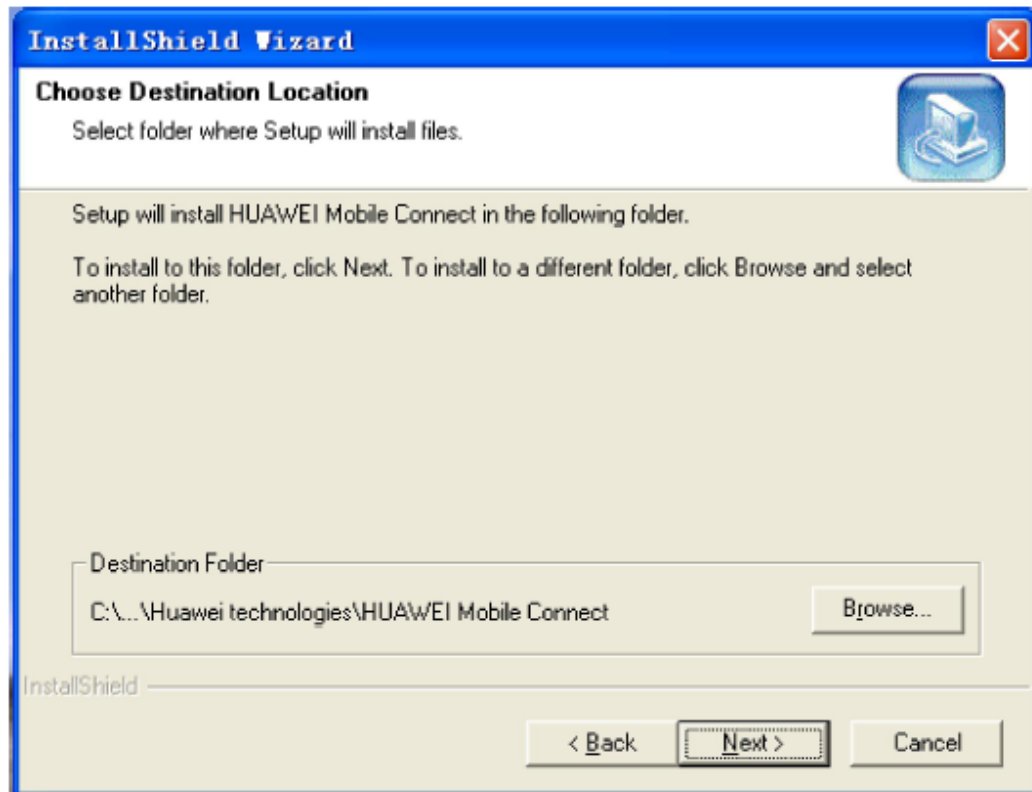 InstallShield Wizard
Choose Destination Location
Select folder where Setup will install files.
Setup will install HUAWEI Mobile Connect in the following folder.
To install to this folder, click Next. To install to a different folder, click Browse and select
another folder.
Destination Folder
C:\...\Huawei technologies\HUAWEI Mobile Connect
Browse...
InstallShield
< Back
Next >
Cancel